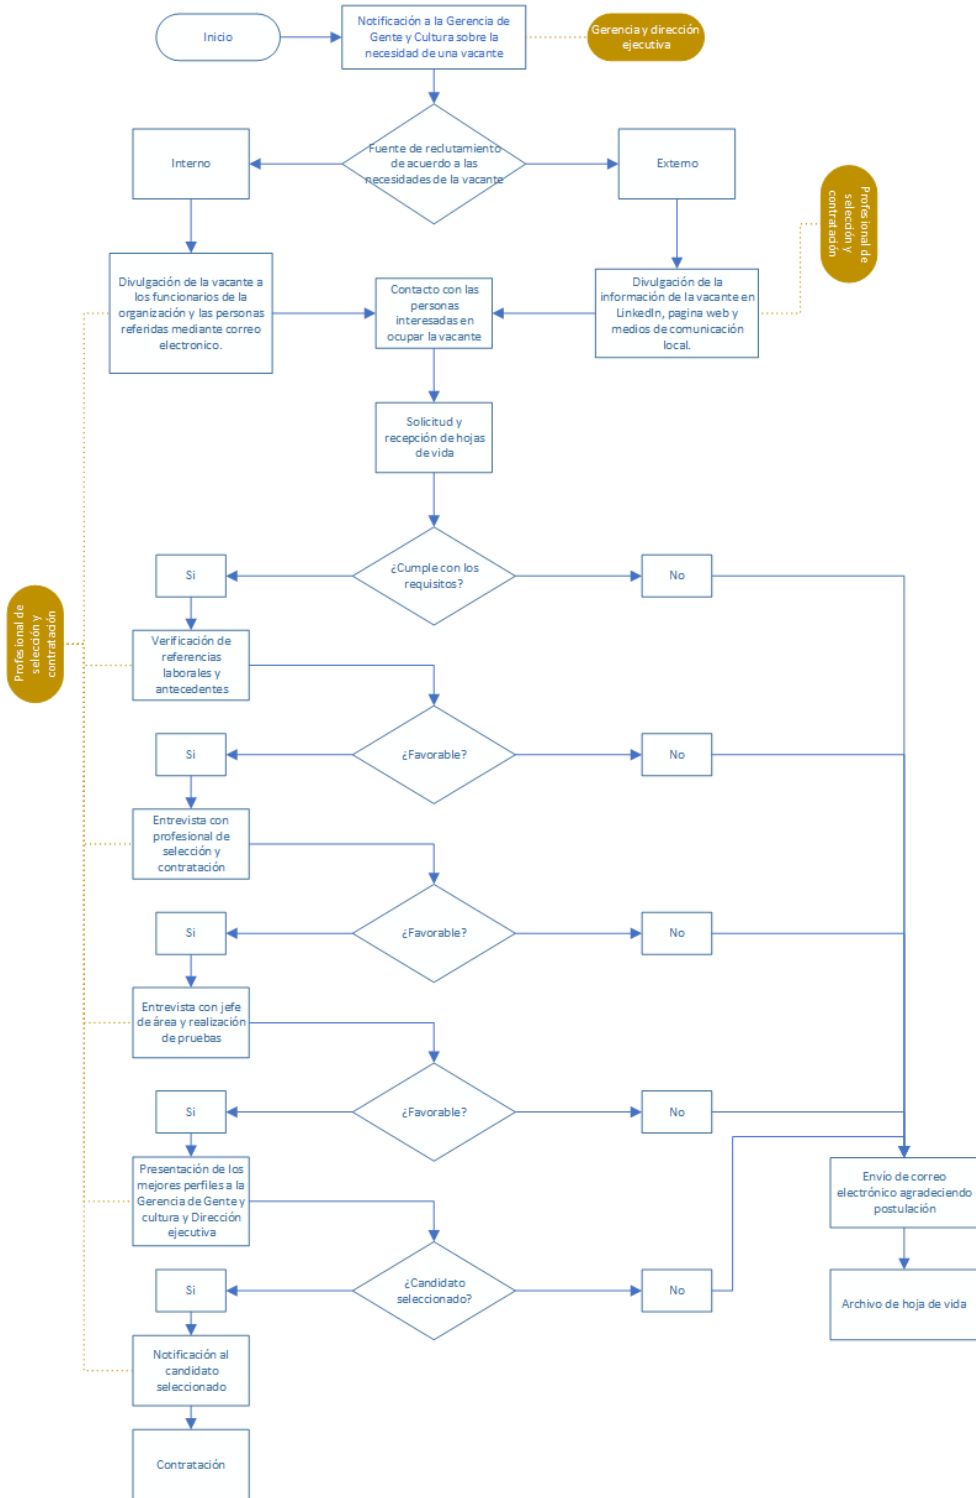 Inicio
Notificación a la Gerencia de
Gente y Cultura sobre la
necesidad de una vacante
Gerencia y dirección
ejecutiva
Fuente de reclutamiento
de acuerdo a las
necesidades de la vacante
Interno
Externo
Profesional de
selección y
contratación
Divulgación de la vacante a
los funcionarios de la
organización y las personas
referidas mediante correo
electronico.
Contacto con las
personas
interesadas en
ocupar la vacante
Divulgación de la
información de la vacante en
LinkedIn, pagina web y
medios de comunicación
local.
Solicitud y
recepción de hojas
de vida
¿Cumple con los
requisitos?
Si
No
Profesional de
selección y
contratación
Verificación de
referencias
laborales y
antecedentes
¿Favorable?
Si
No
Entrevista con
profesional de
selección y
contratación
¿Favorable?
Si
No
Entrevista con jefe
de área y realización
de pruebas
¿Favorable?
Si
No
Presentación de los
mejores perfiles a la
Gerencia de Gente y
cultura y Dirección
ejecutiva
Envío de correo
electrónico agradeciendo
postulación
¿Candidato
seleccionado?
Si
No
Archivo de hoja de vida
Notificación al
candidato
seleccionado
Contratación